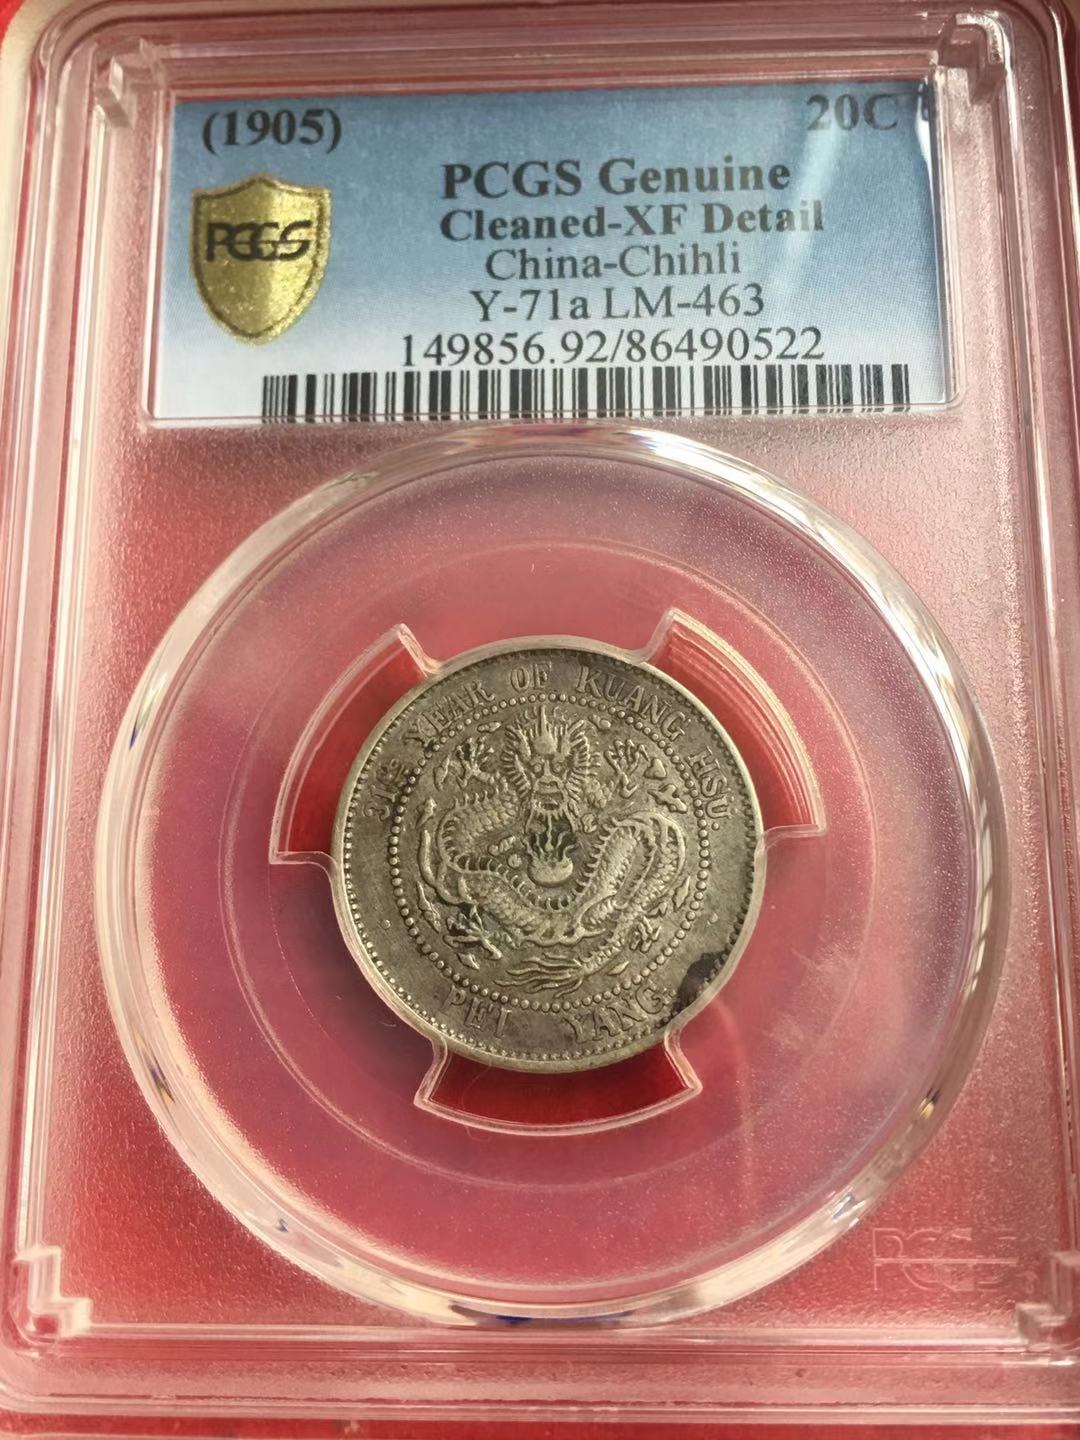 (1905)
20C
PCGS
PCGS Genuine
Cleaned-XF Detail
China-Chihli
Y-71a LM-463
149856.92/86490522
31ST YEAR OF KUANG HSU.
PEI YANG.
PCGS